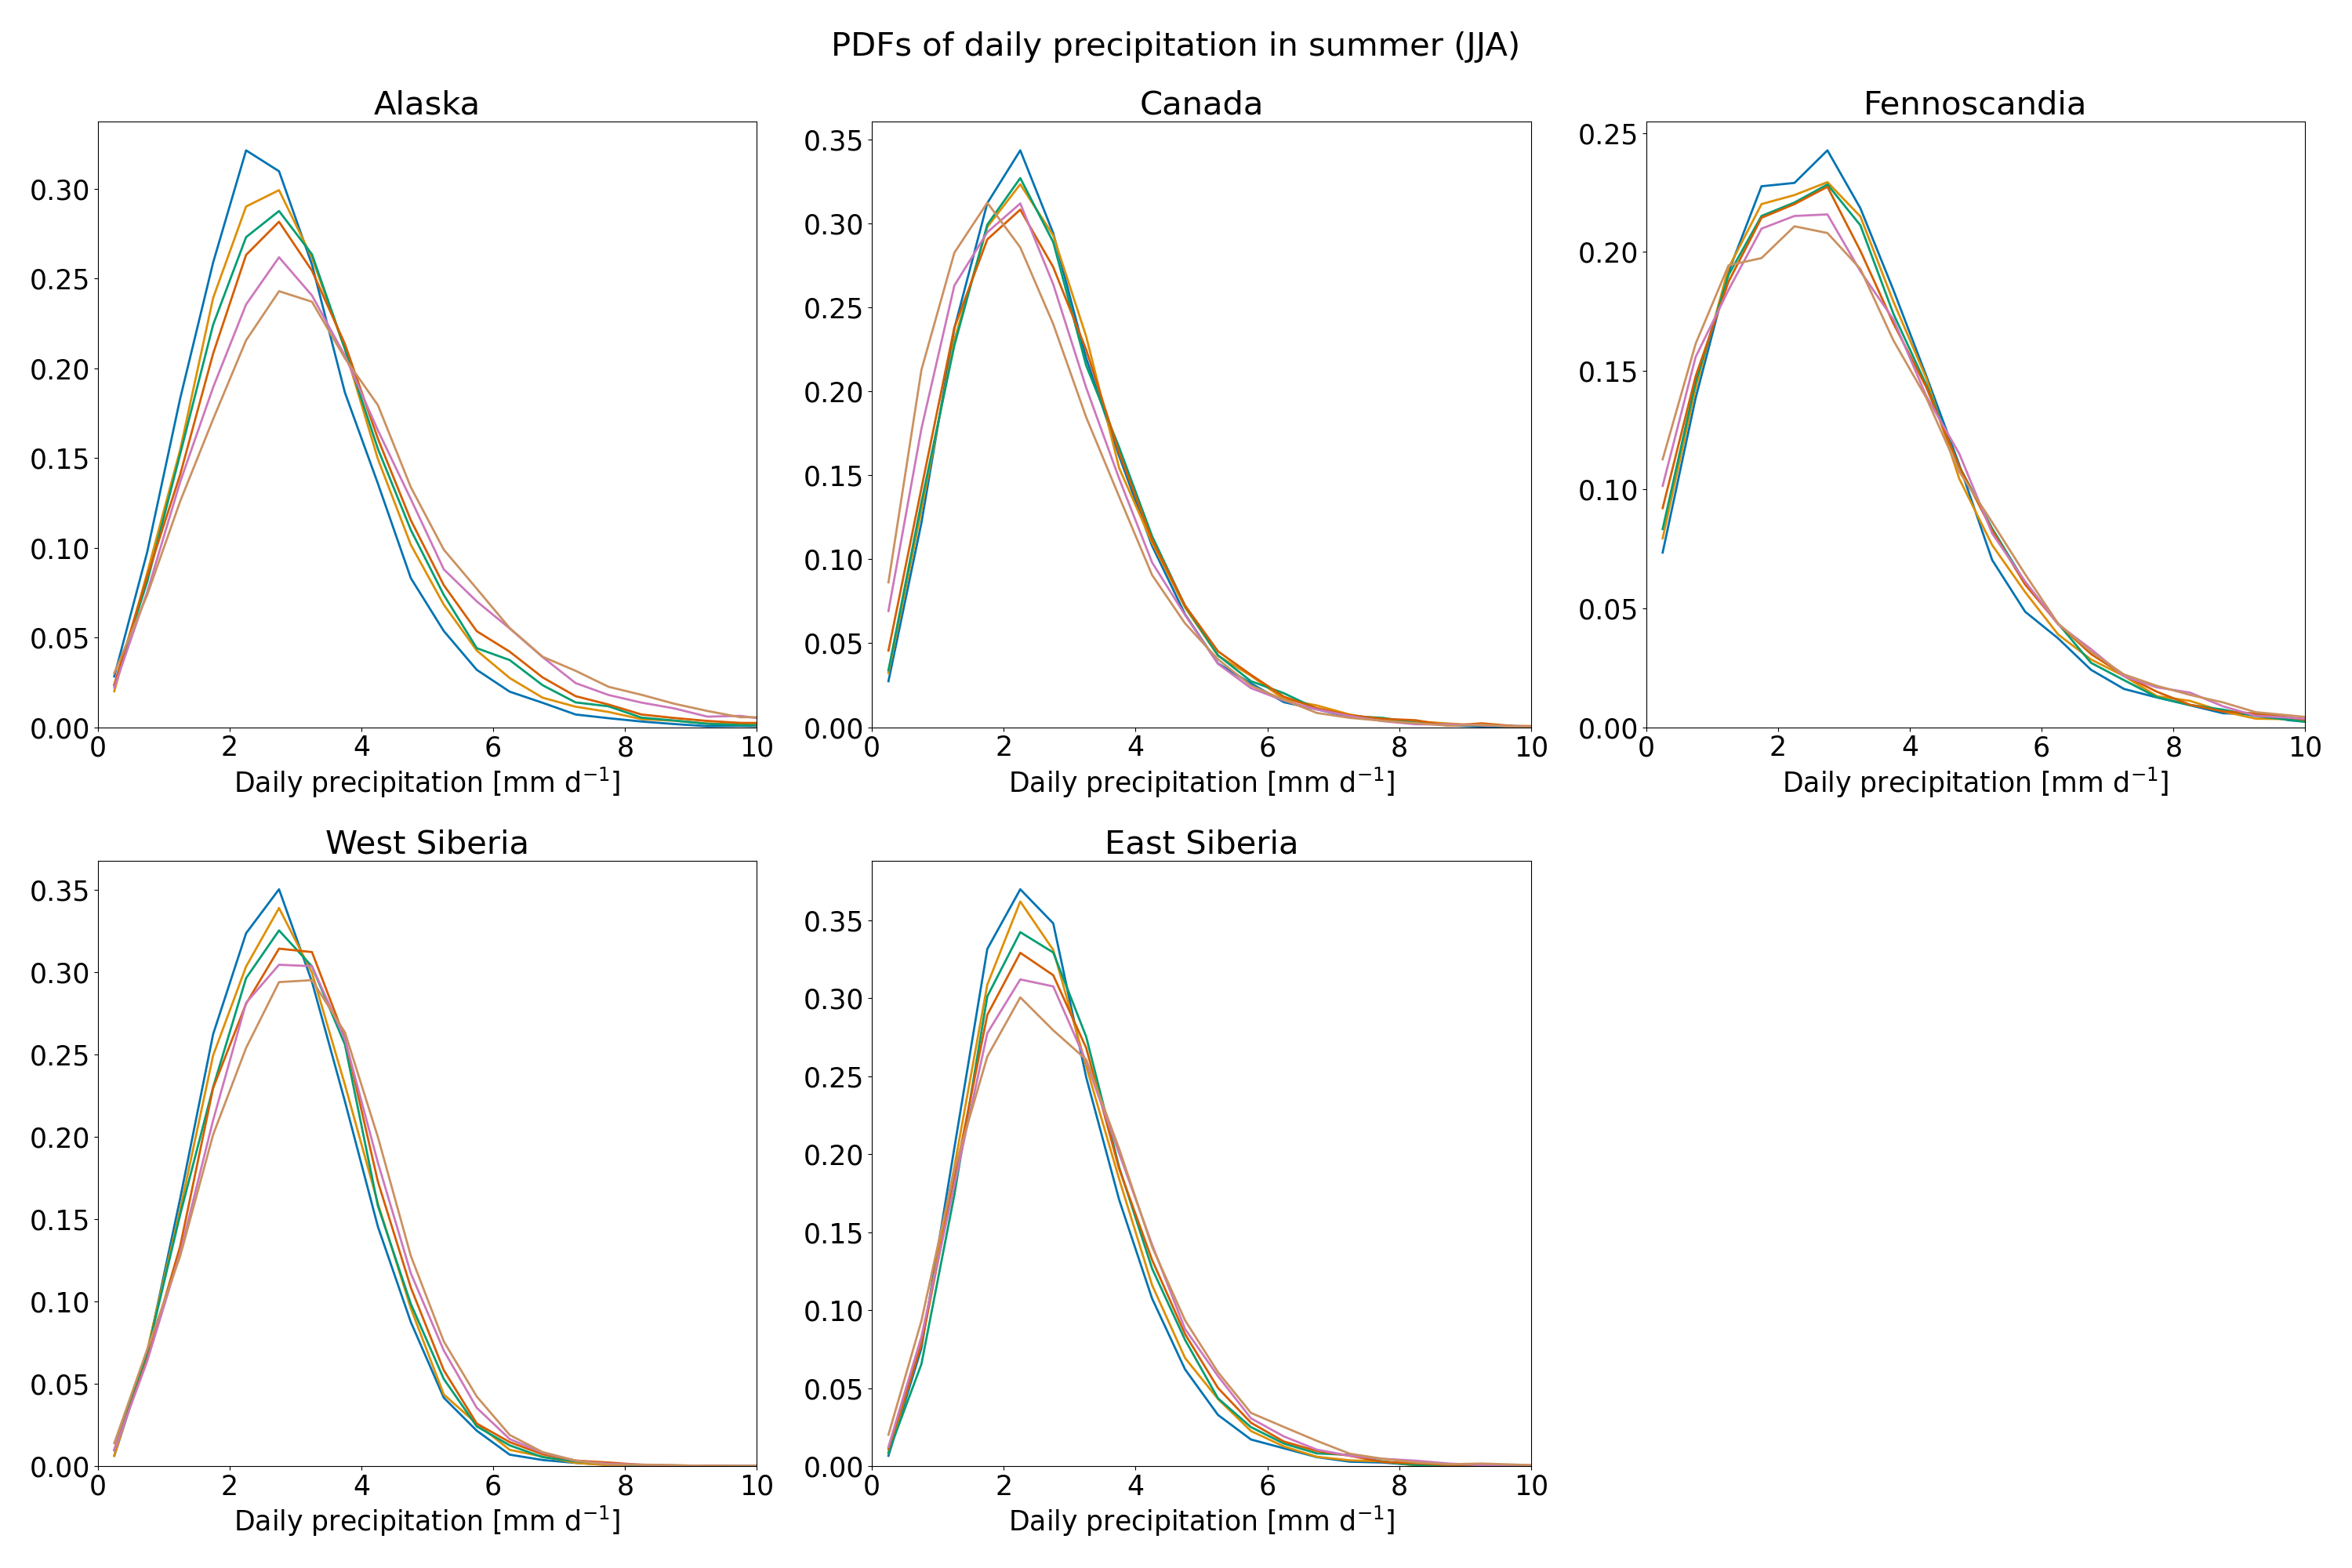 PDFs of daily precipitation in summer (JJA)
Alaska
0.30
0.25
0.20
0.15
0.10
0.05
0.00
0 2 4 6 8 10
Daily precipitation [mm d⁻¹]
Canada
0.35
0.30
0.25
0.20
0.15
0.10
0.05
0.00
0 2 4 6 8 10
Daily precipitation [mm d⁻¹]
Fennoscandia
0.25
0.20
0.15
0.10
0.05
0.00
0 2 4 6 8 10
Daily precipitation [mm d⁻¹]
West Siberia
0.35
0.30
0.25
0.20
0.15
0.10
0.05
0.00
0 2 4 6 8 10
Daily precipitation [mm d⁻¹]
East Siberia
0.35
0.30
0.25
0.20
0.15
0.10
0.05
0.00
0 2 4 6 8 10
Daily precipitation [mm d⁻¹]